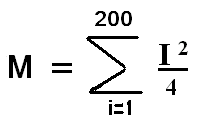 200
M = ∑ I²/4
i=1